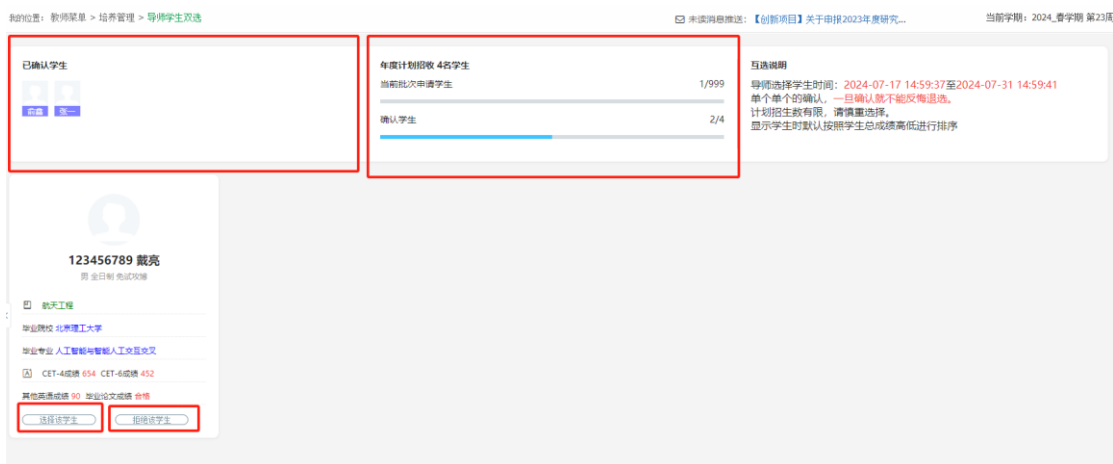 我的位置: 教师菜单 > 培养管理 > 导师学生双选
未读消息推送:【创新项目】关于申报2023年度研究...
当前学期: 2024_春学期 第23周
已确认学生
俞鑫 张一
年度计划招收 4名学生
当前批次申请学生 1/999
确认学生 2/4
互选说明
导师选择学生时间: 2024-07-17 14:59:37至2024-07-31 14:59:41
单个单个的确认, 一旦确认就不能反悔退选。
计划招生数有限, 请慎重选择。
显示学生时默认按照学生总成绩高低进行排序
123456789 戴亮
男 全日制 免试攻博
航天工程
毕业院校 北京理工大学
毕业专业 人工智能与智能人工交互交叉
CET-4成绩 654 CET-6成绩 452
其他英语成绩 90 毕业论文成绩 合格
选择该学生 拒绝该学生